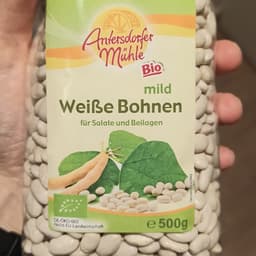 Antersdorfer
Mühle
Bio
mild
Weiße Bohnen
für Salate und Beilagen
℮ 500g